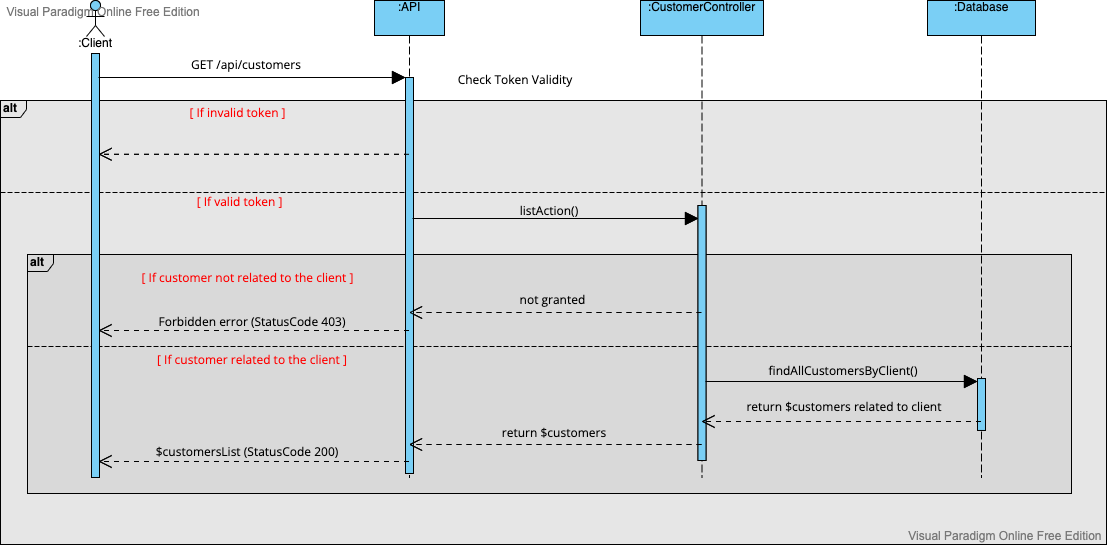 Visual Paradigm Online Free Edition
:Client
:API
:CustomerController
:Database
GET /api/customers
Check Token Validity
alt
[ If invalid token ]
[ If valid token ]
listAction()
alt
[ If customer not related to the client ]
not granted
Forbidden error (StatusCode 403)
[ If customer related to the client ]
findAllCustomersByClient()
return $customers related to client
return $customers
$customersList (StatusCode 200)
Visual Paradigm Online Free Edition